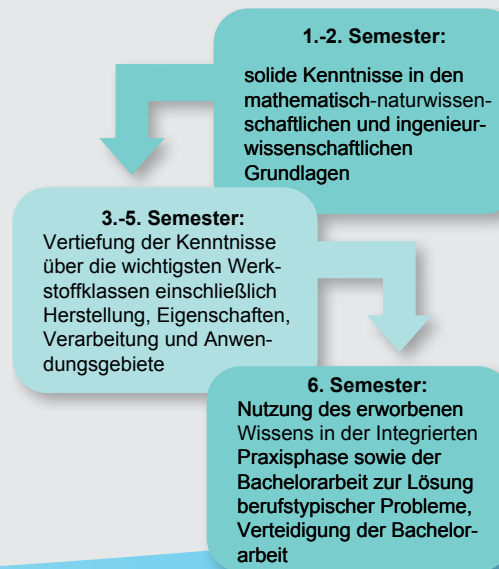 1.-2. Semester:
solide Kenntnisse in den
mathematisch-naturwissen-
schaftlichen und ingenieur-
wissenschaftlichen
Grundlagen
3.-5. Semester:
Vertiefung der Kenntnisse
über die wichtigsten Werk-
stoffklassen einschließlich
Herstellung, Eigenschaften,
Verarbeitung und Anwen-
dungsgebiete
6. Semester:
Nutzung des erworbenen
Wissens in der Integrierten
Praxisphase sowie der
Bachelorarbeit zur Lösung
berufstypischer Probleme,
Verteidigung der Bachelor-
arbeit